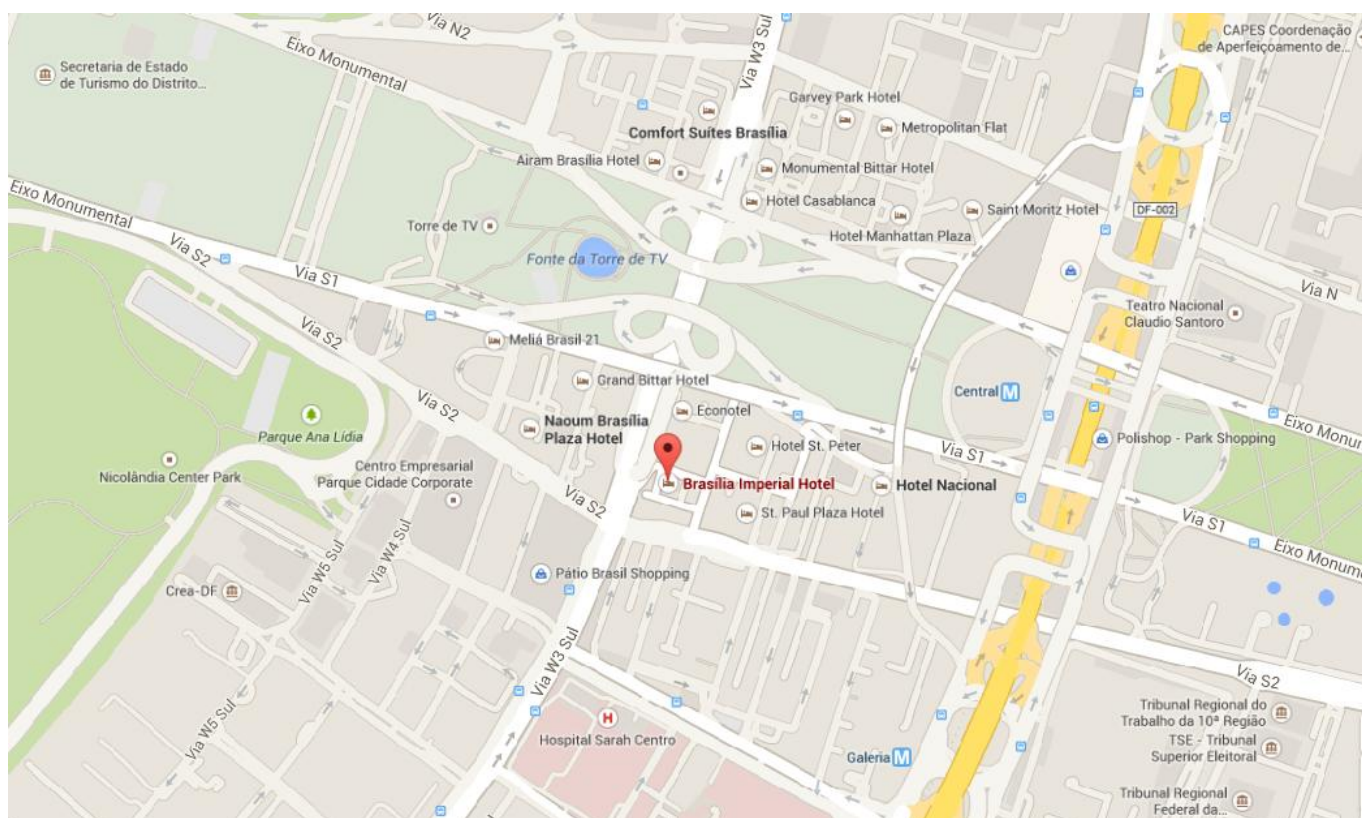 Via N2
Via W3 Sul
CAPES Coordenação
de Aperfeiçoamento de...
Eixo Monumental
Secretaria de Estado
de Turismo do Distrito...
Garvey Park Hotel
Comfort Suítes Brasília
Metropolitan Flat
Airam Brasília Hotel
Monumental Bittar Hotel
Eixo Monumental
Hotel Casablanca
Saint Moritz Hotel
DF-002
Torre de TV
Hotel Manhattan Plaza
Via S2
Fonte da Torre de TV
Via S1
Via N
Teatro Nacional
Claudio Santoro
Via S2
Meliá Brasil 21
Grand Bittar Hotel
Central M
Via S2
Econotel
Eixo Monum
Naoum Brasília
Plaza Hotel
Parque Ana Lídia
Hotel St. Peter
Via S1
Polishop - Park Shopping
Nicolândia Center Park
Centro Empresarial
Parque Cidade Corporate
Brasília Imperial Hotel
Hotel Nacional
Via S2
St. Paul Plaza Hotel
Via S1
Eixo Monum
Via W5 Sul
Via W4 Sul
Pátio Brasil Shopping
Crea-DF
Via W3 Sul
Via S2
Via W5 Sul
H
Hospital Sarah Centro
Tribunal Regional do
Trabalho da 10ª Região
TSE - Tribunal
Superior Eleitoral
Galeria M
Tribunal Regional
Federal da...